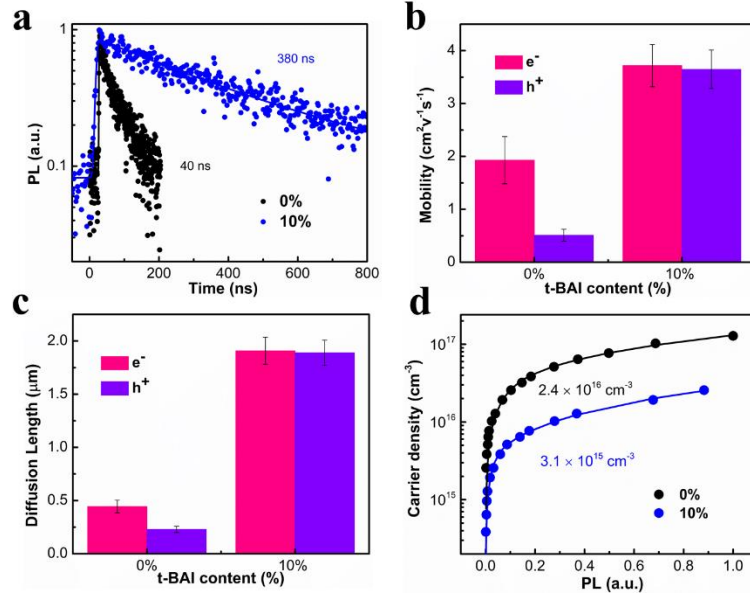 a
1
0.1
PL (a.u.)
380 ns
40 ns
0%
10%
0 200 400 600 800
Time (ns)
b
4
3
2
1
0
Mobility (cm²v⁻¹s⁻¹)
e⁻
h⁺
0% 10%
t-BAI content (%)
c
2.0
1.5
1.0
0.5
0.0
Diffusion Length (μm)
e⁻
h⁺
0% 10%
t-BAI content (%)
d
10¹⁷
10¹⁶
10¹⁵
Carrier density (cm⁻³)
2.4 × 10¹⁶ cm⁻³
3.1 × 10¹⁵ cm⁻³
0%
10%
0.0 0.2 0.4 0.6 0.8 1.0
PL (a.u.)